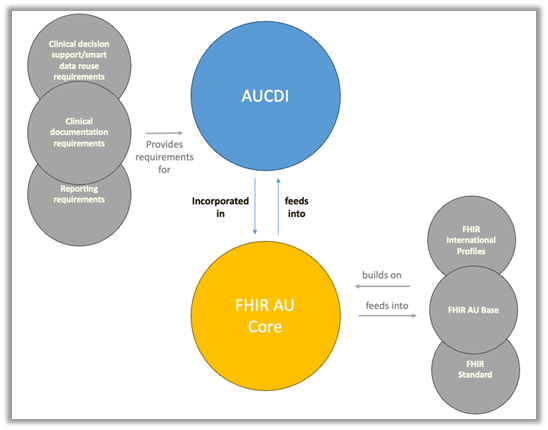 Clinical decision
support/smart
data reuse
requirements
Clinical
documentation
requirements
Reporting
requirements
Provides
requirements
for
AUCDI
Incorporated
in
feeds
into
FHIR AU
Core
builds on
feeds into
FHIR
International
Profiles
FHIR AU Base
FHIR
Standard